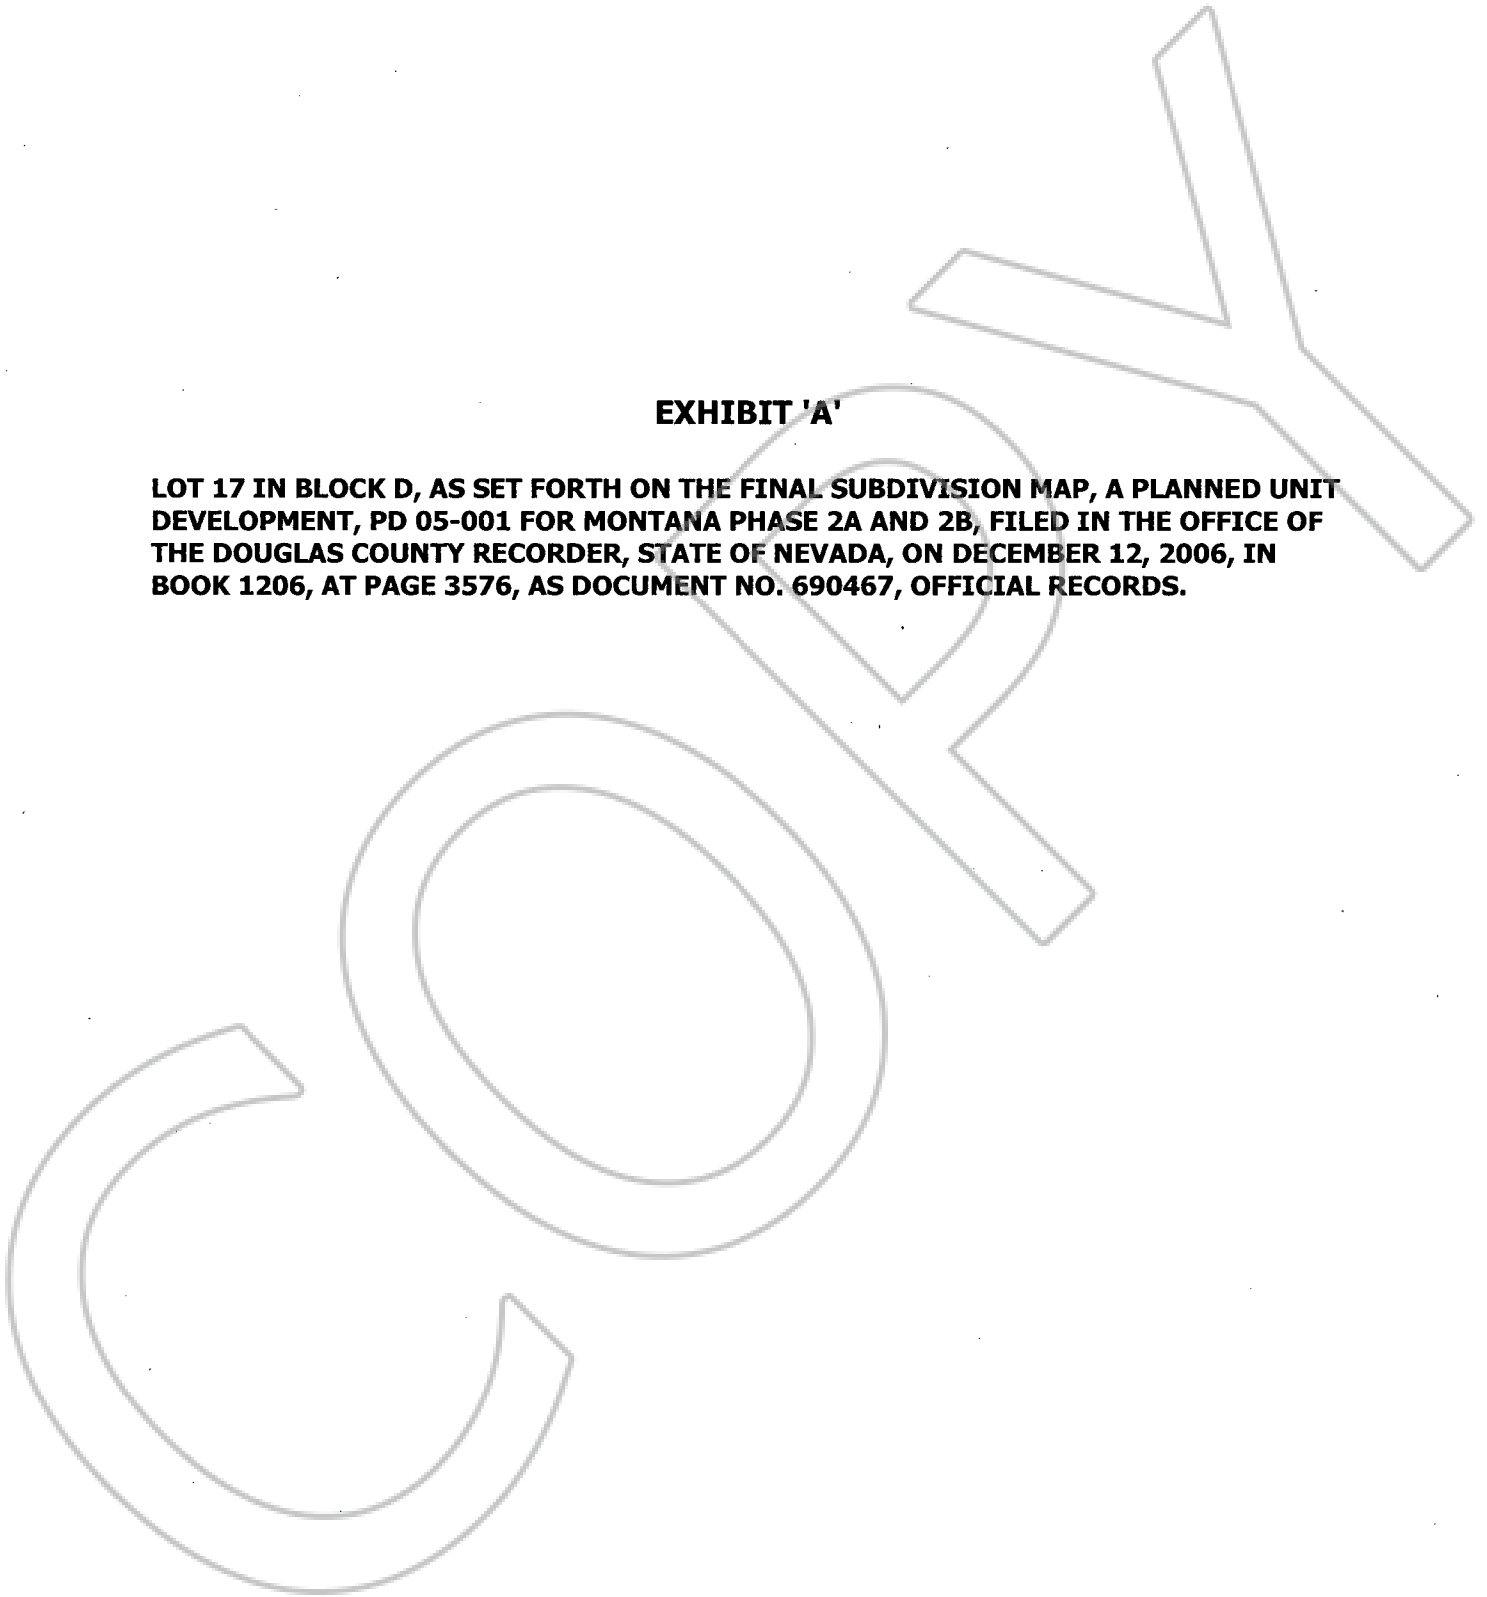 EXHIBIT 'A'
LOT 17 IN BLOCK D, AS SET FORTH ON THE FINAL SUBDIVISION MAP, A PLANNED UNIT
DEVELOPMENT, PD 05-001 FOR MONTANA PHASE 2A AND 2B, FILED IN THE OFFICE OF
THE DOUGLAS COUNTY RECORDER, STATE OF NEVADA, ON DECEMBER 12, 2006, IN
BOOK 1206, AT PAGE 3576, AS DOCUMENT NO. 690467, OFFICIAL RECORDS.
COPY